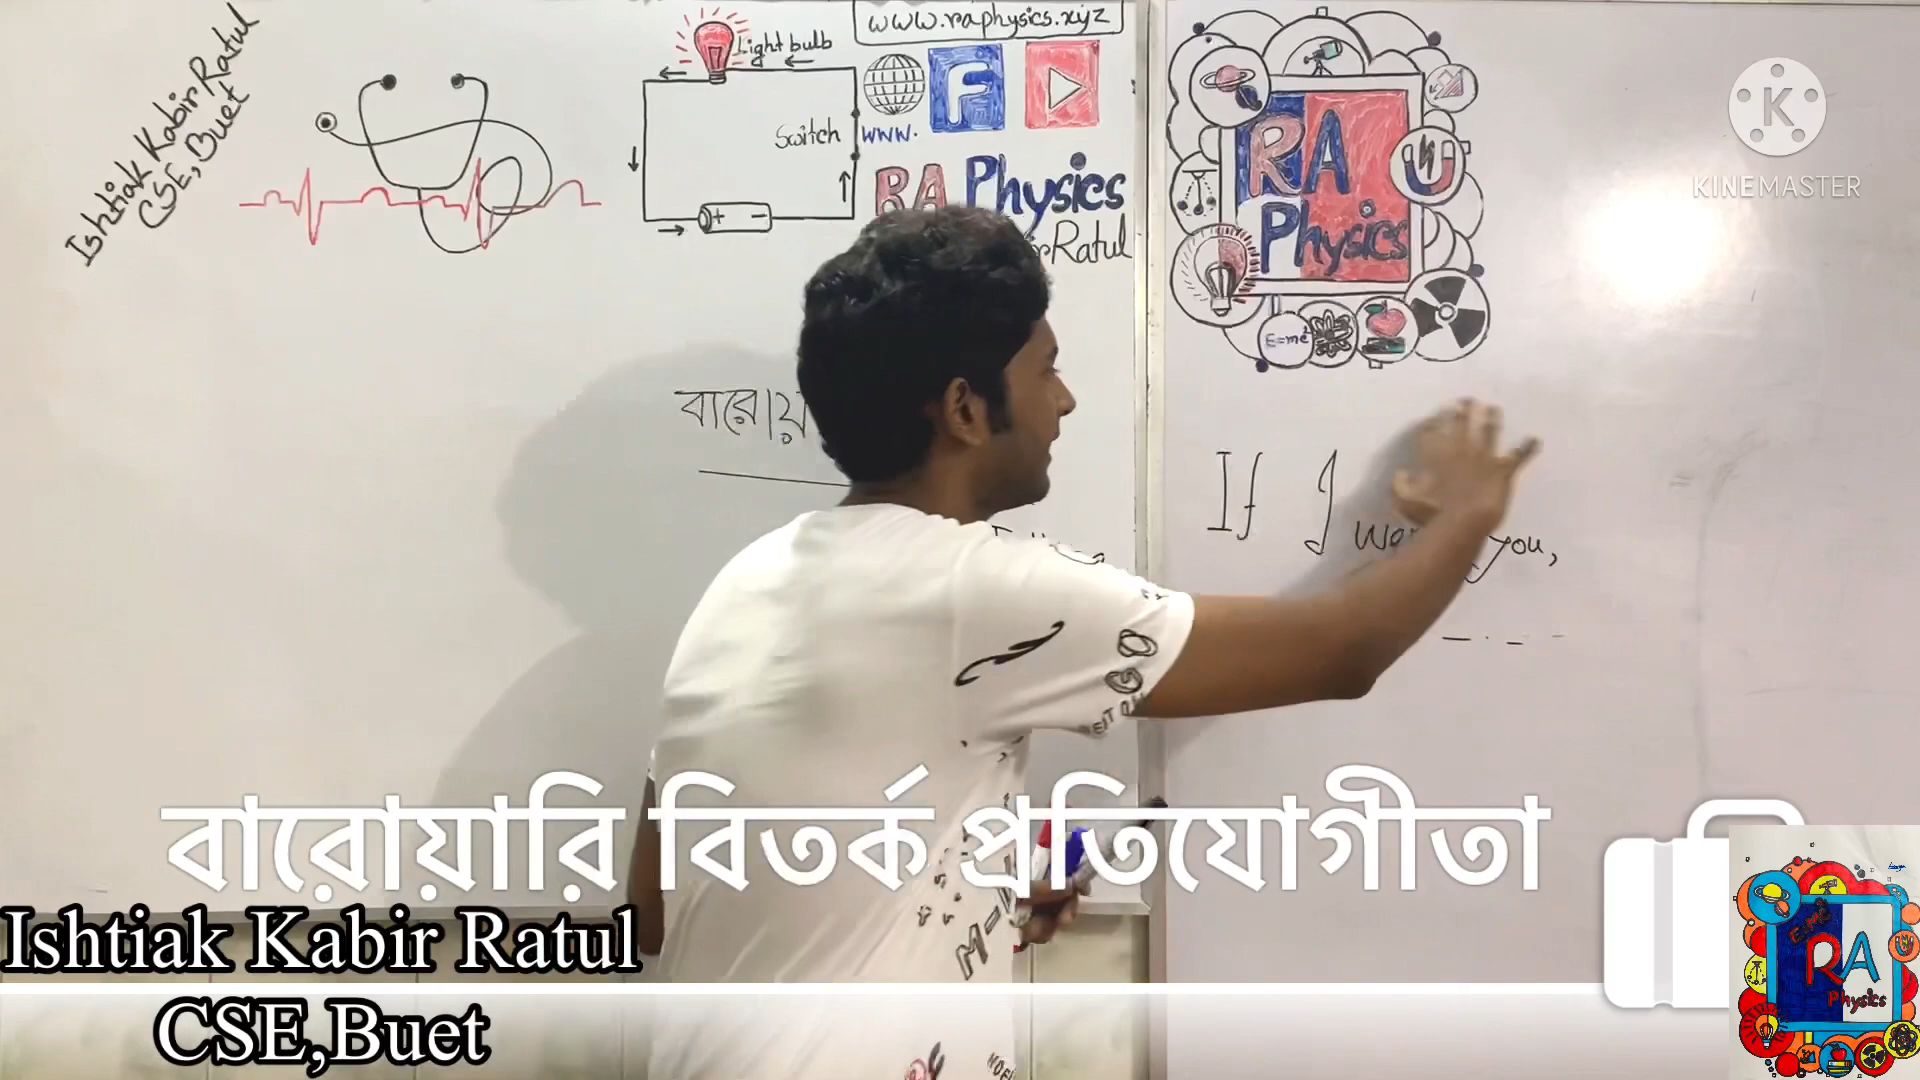 Ishtiak Kabir Ratul
CSE, Buet
Light bulb
Switch
+ −
www.raphysics.xyz
www.
RA Physics
Ratul
RA
Physics
E=mc²
K
KINEMASTER
বারোয়
If I you,
বারোয়ারি বিতর্ক প্রতিযোগীতা
Ishtiak Kabir Ratul
CSE,Buet
RA
Physics